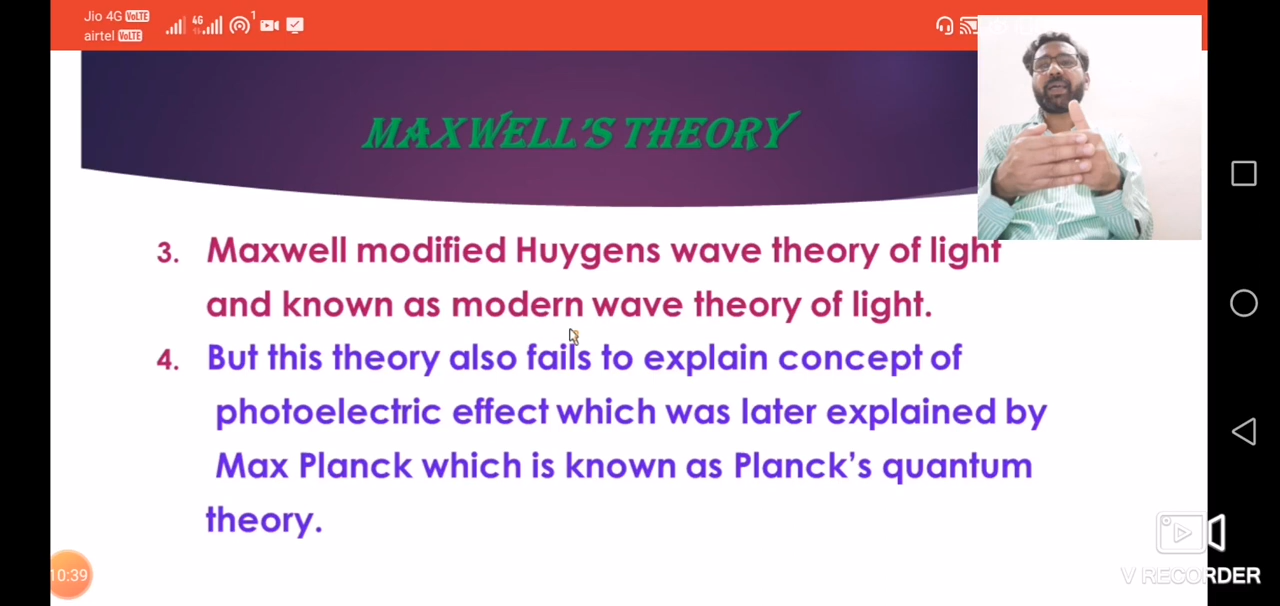 Jio 4G VoLTE
airtel VoLTE
4G
1
MAXWELL'S THEORY
3. Maxwell modified Huygens wave theory of light
and known as modern wave theory of light.
4. But this theory also fails to explain concept of
photoelectric effect which was later explained by
Max Planck which is known as Planck's quantum
theory.
10:39
V RECORDER